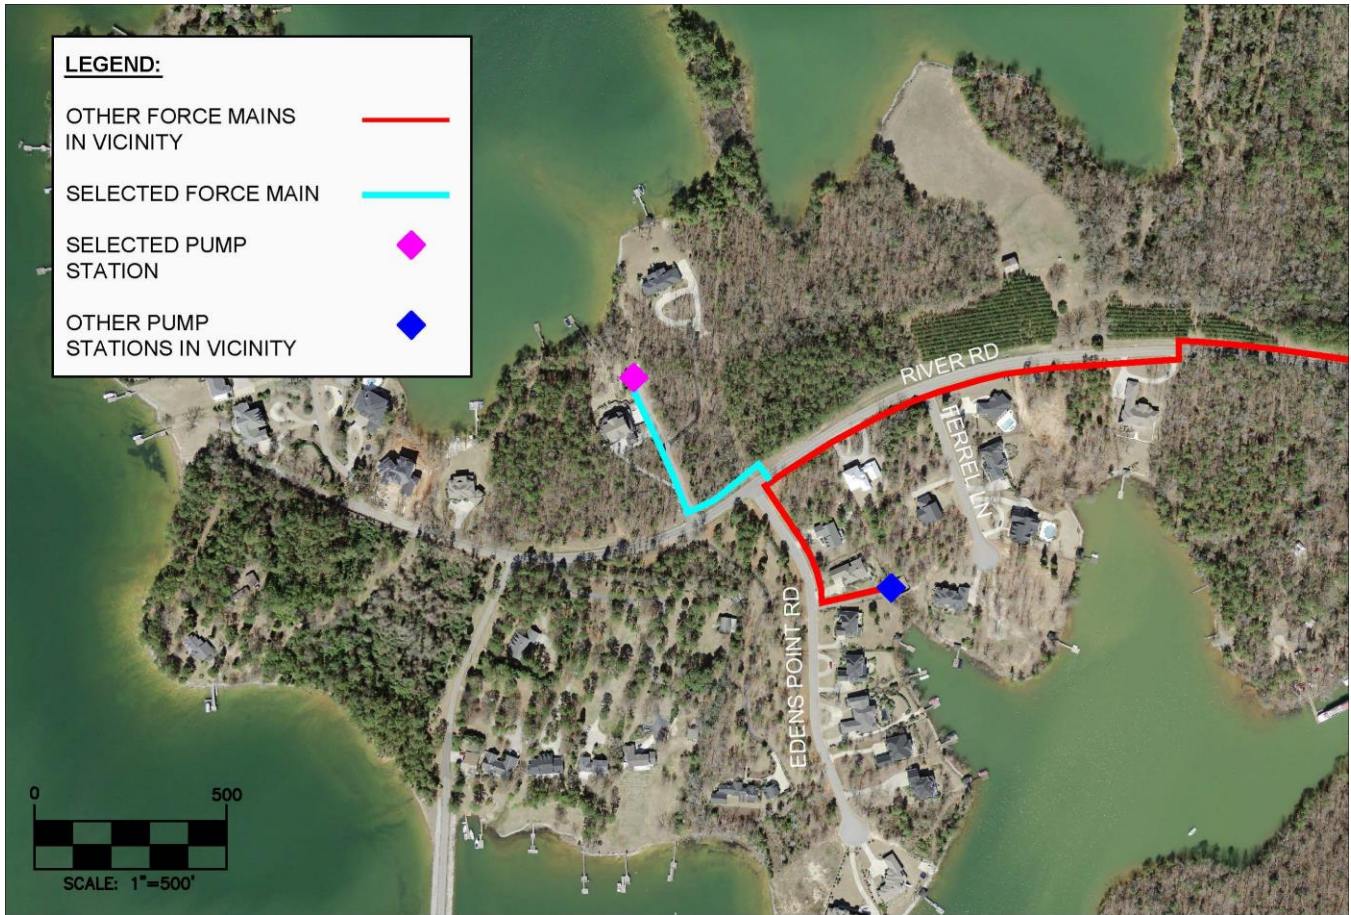 LEGEND:
OTHER FORCE MAINS
IN VICINITY
SELECTED FORCE MAIN
SELECTED PUMP
STATION
OTHER PUMP
STATIONS IN VICINITY
RIVER RD
TERREL LN
EDENS POINT RD
0 500
SCALE: 1"=500'